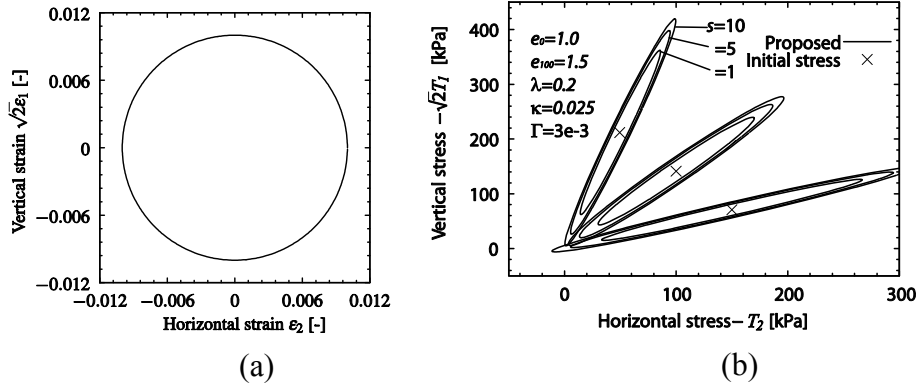 0.012
0.006
0
−0.006
−0.012
−0.012 −0.006 0 0.006 0.012
Vertical strain √2ε₁ [-]
Horizontal strain ε₂ [-]
(a)
400
300
200
100
0
0 100 200 300
Vertical stress −√2T₁ [kPa]
Horizontal stress− T₂ [kPa]
e₀=1.0
e₁₀₀=1.5
λ=0.2
κ=0.025
Γ=3e-3
s=10
=5
=1
Proposed
Initial stress
(b)